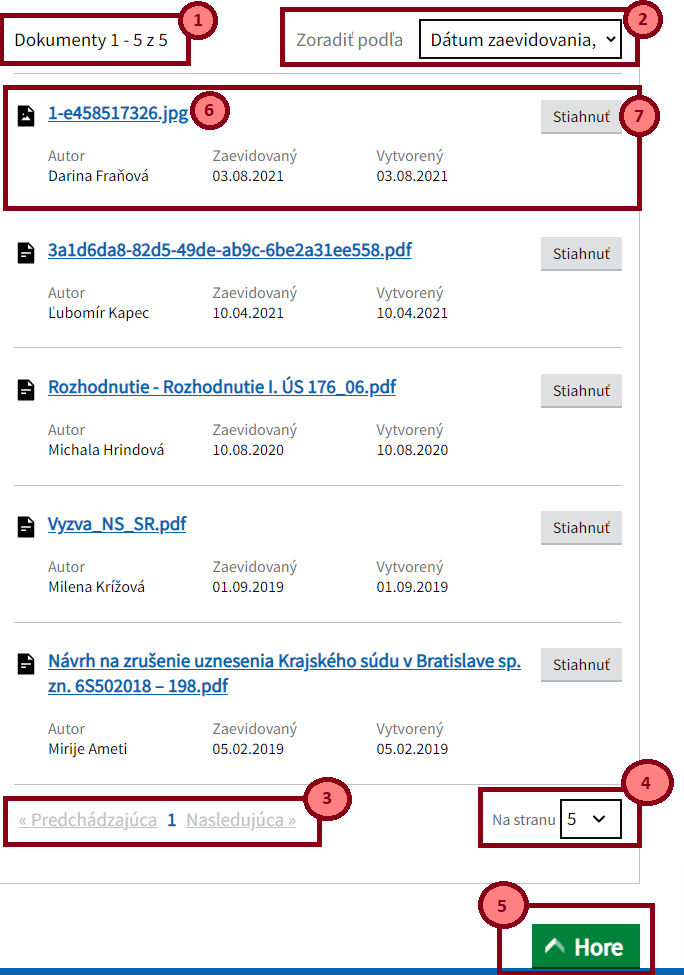 1
2
Dokumenty 1 - 5 z 5
Zoradiť podľa Dátum zaevidovania,
1-e458517326.jpg 6 Stiahnuť 7
Autor Zaevidovaný Vytvorený
Darina Fraňová 03.08.2021 03.08.2021
3a1d6da8-82d5-49de-ab9c-6be2a31ee558.pdf Stiahnuť
Autor Zaevidovaný Vytvorený
Ľubomír Kapec 10.04.2021 10.04.2021
Rozhodnutie - Rozhodnutie I. ÚS 176_06.pdf Stiahnuť
Autor Zaevidovaný Vytvorený
Michala Hrindová 10.08.2020 10.08.2020
Vyzva_NS_SR.pdf Stiahnuť
Autor Zaevidovaný Vytvorený
Milena Krížová 01.09.2019 01.09.2019
Návrh na zrušenie uznesenia Krajského súdu v Bratislave sp. Stiahnuť
zn. 6S502018 – 198.pdf
Autor Zaevidovaný Vytvorený
Mirije Ameti 05.02.2019 05.02.2019
3
4
« Predchádzajúca 1 Nasledujúca » Na stranu 5
5
Hore